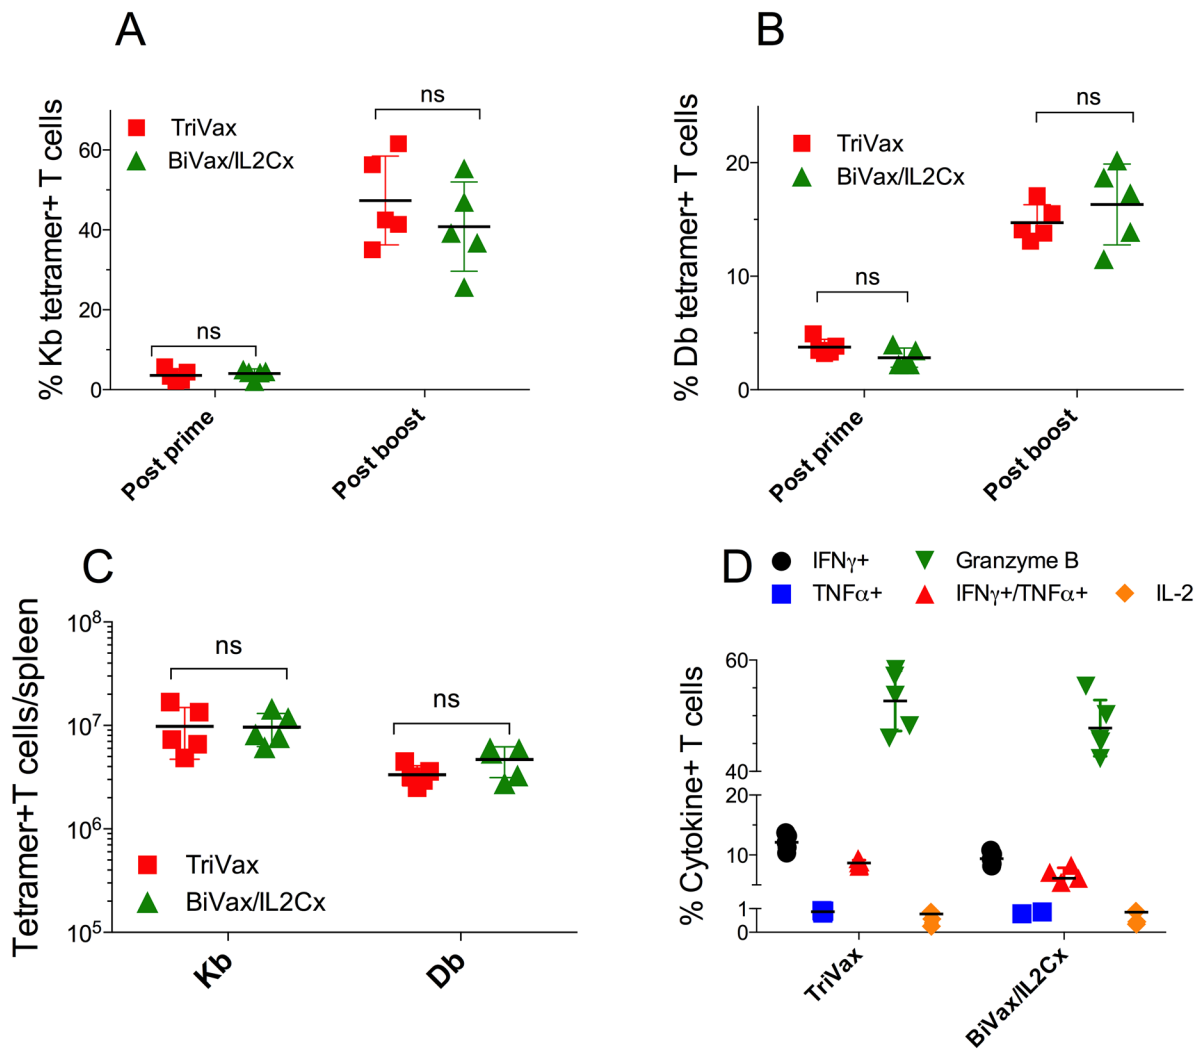 A
% Kb tetramer+ T cells
TriVax
BiVax/IL2Cx
ns
ns
60
40
20
0
Post prime
Post boost
B
% Db tetramer+ T cells
TriVax
BiVax/IL2Cx
ns
ns
20
10
0
Post prime
Post boost
C
Tetramer+T cells/spleen
10⁸
10⁷
10⁶
10⁵
ns
ns
TriVax
BiVax/IL2Cx
Kb
Db
D
IFNγ+
Granzyme B
TNFα+
IFNγ+/TNFα+
IL-2
% Cytokine+ T cells
60
40
20
10
1
0
TriVax
BiVax/IL2Cx